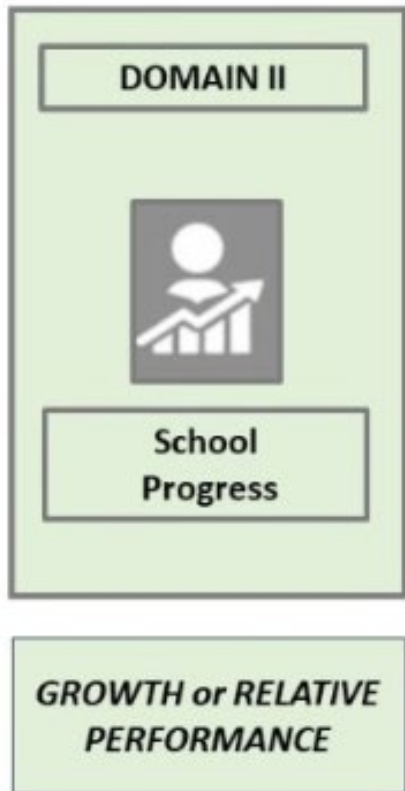 DOMAIN II
School
Progress
GROWTH or RELATIVE
PERFORMANCE